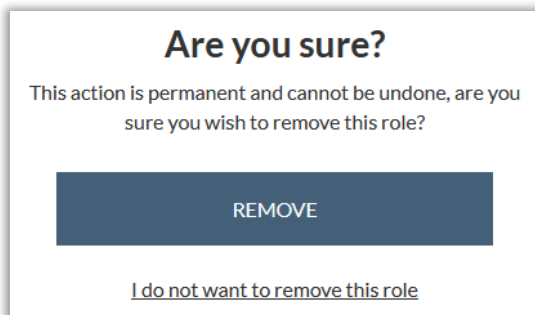 Are you sure?
This action is permanent and cannot be undone, are you
sure you wish to remove this role?
REMOVE
I do not want to remove this role